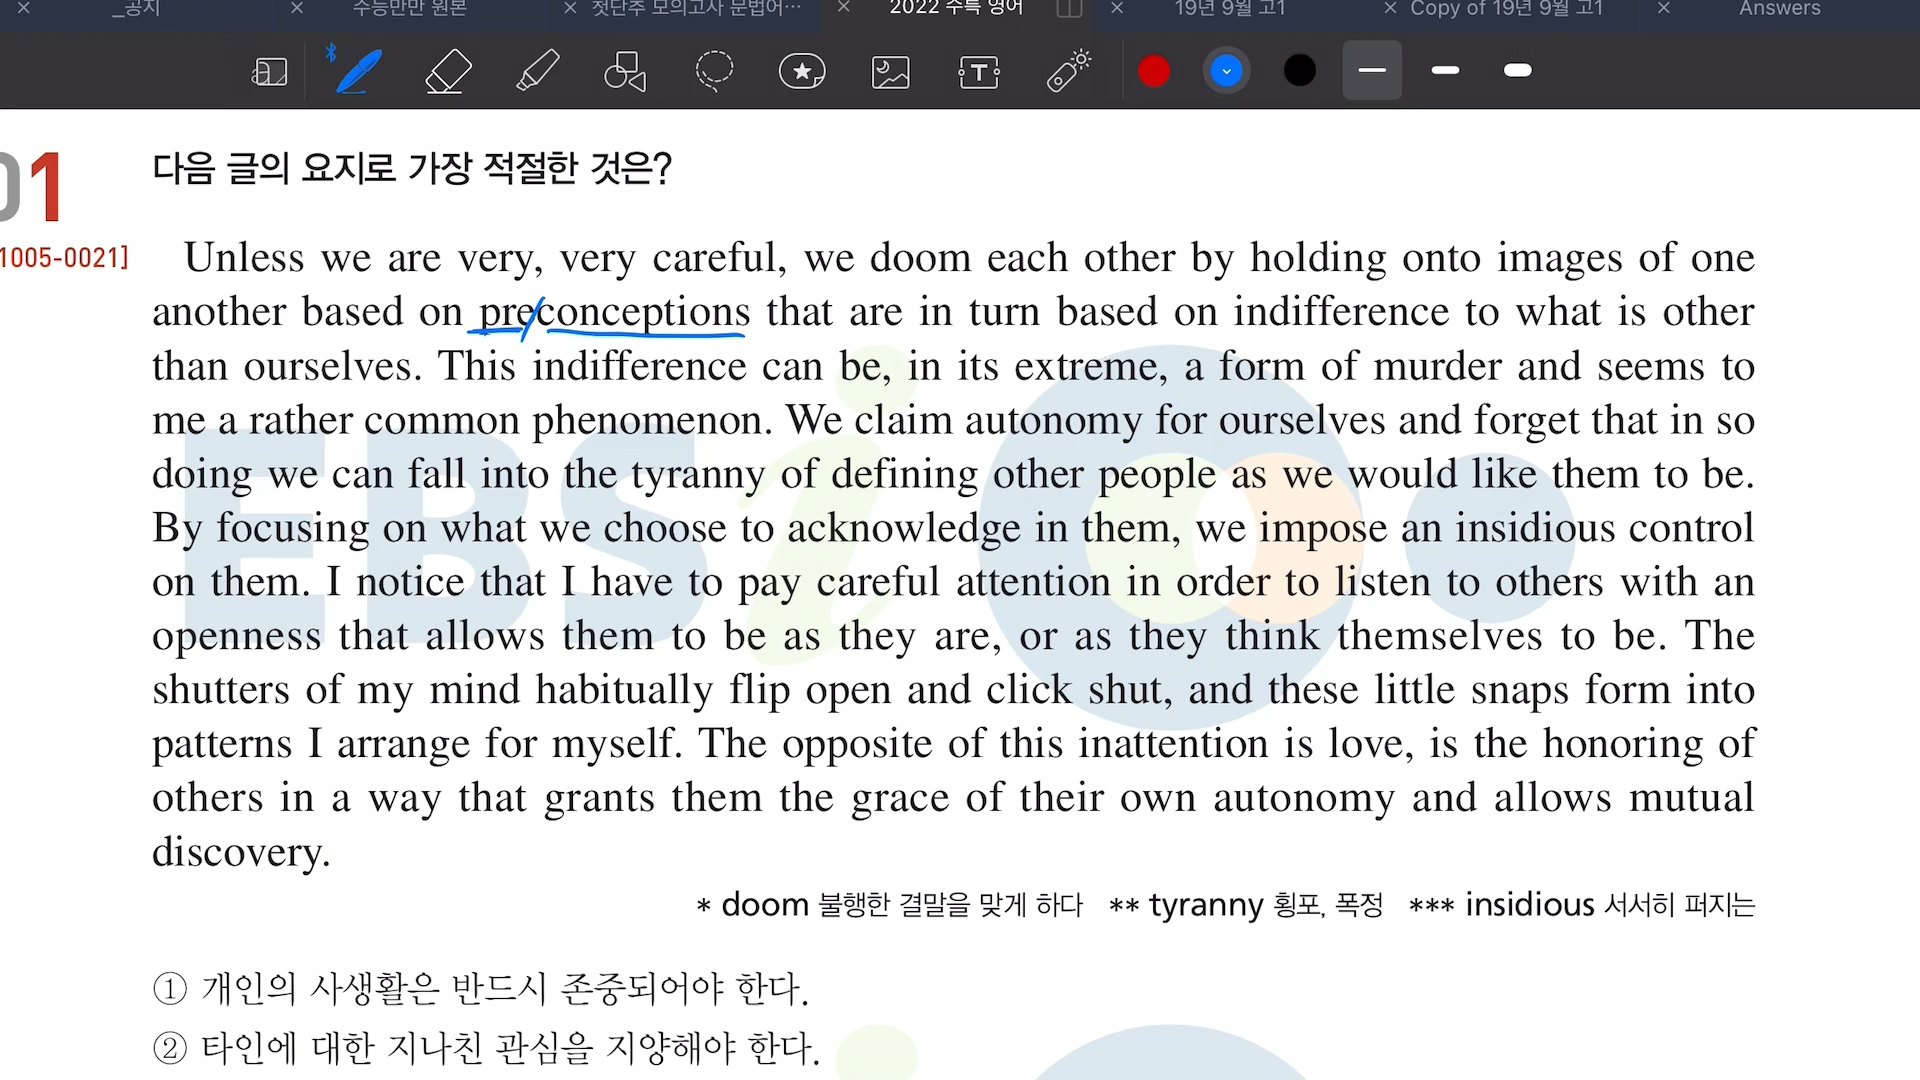 _공지
수능만만 원본
첫단추 모의고사 문법어…
2022 수특 영어
19년 9월 고1
Copy of 19년 9월 고1
Answers
01
다음 글의 요지로 가장 적절한 것은?
1005-0021]
Unless we are very, very careful, we doom each other by holding onto images of one
another based on preconceptions that are in turn based on indifference to what is other
than ourselves. This indifference can be, in its extreme, a form of murder and seems to
me a rather common phenomenon. We claim autonomy for ourselves and forget that in so
doing we can fall into the tyranny of defining other people as we would like them to be.
By focusing on what we choose to acknowledge in them, we impose an insidious control
on them. I notice that I have to pay careful attention in order to listen to others with an
openness that allows them to be as they are, or as they think themselves to be. The
shutters of my mind habitually flip open and click shut, and these little snaps form into
patterns I arrange for myself. The opposite of this inattention is love, is the honoring of
others in a way that grants them the grace of their own autonomy and allows mutual
discovery.
* doom 불행한 결말을 맞게 하다 ** tyranny 횡포, 폭정 *** insidious 서서히 퍼지는
① 개인의 사생활은 반드시 존중되어야 한다.
② 타인에 대한 지나친 관심을 지양해야 한다.
EBSi